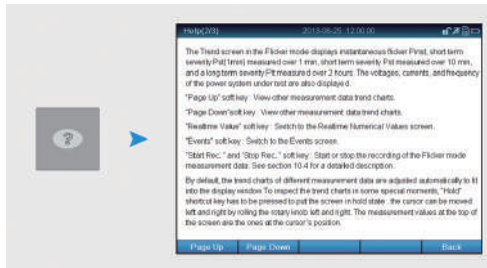 Help(2/3) 2013-06-25 12:00:00
The Trend screen in the Flicker mode displays instantaneous flicker Pinst, short term
severity Pst(1min) measured over 1 min, short term severity Pst measured over 10 min,
and a long term severity Plt measured over 2 hours. The voltages, currents, and frequency
of the power system under test are also displayed.
"Page Up" soft key : View other measurement data trend charts.
"Page Down"soft key : View other measurement data trend charts.
"Realtime Value" soft key : Switch to the Realtime Numerical Values screen.
"Events" soft key : Switch to the Events screen.
"Start Rec. " and "Stop Rec. " soft key : Start or stop the recording of the Flicker mode
measurement data. See section 10.4 for a detailed description.
By default, the trend charts of different measurement data are adjusted automatically to fit
into the display window. To inspect the trend charts in some special moments, "Hold"
shortcut key has to be pressed to put the screen in hold state : the cursor can be moved
left and right by rolling the rotary knob left and right. The measurement values at the top of
the screen are the ones at the cursor's position.
Page Up Page Down Back